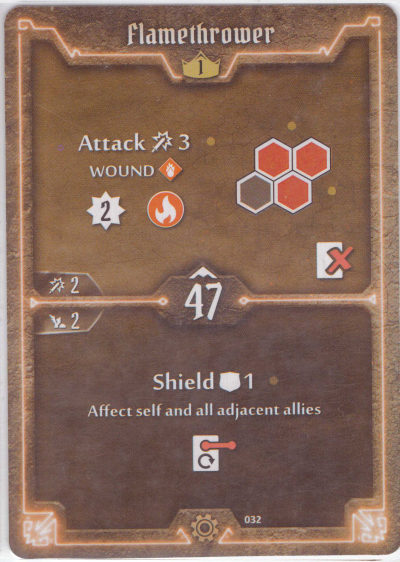 Flamethrower
1
Attack 3
WOUND
2
2
47
2
Shield 1
Affect self and all adjacent allies
032